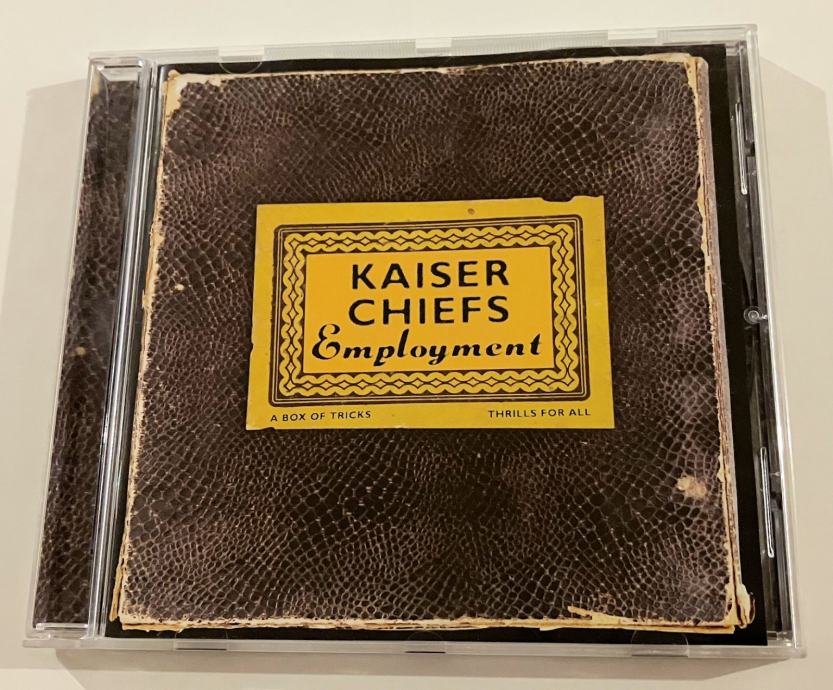 KAISER
CHIEFS
Employment
A BOX OF TRICKS
THRILLS FOR ALL